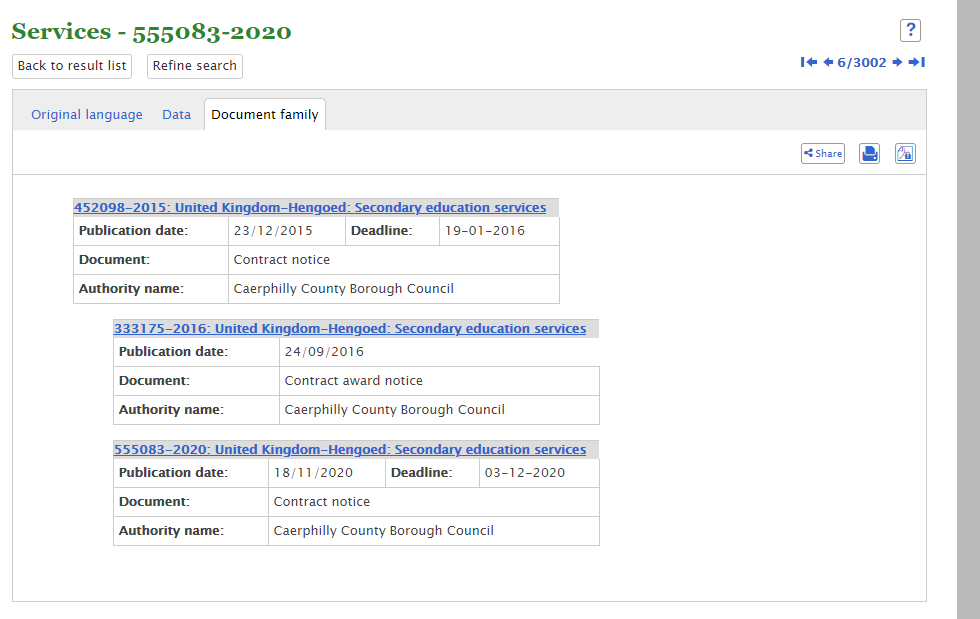 Services - 555083-2020
?
Back to result list Refine search
6/3002
Original language Data Document family
Share
452098-2015: United Kingdom-Hengoed: Secondary education services
Publication date: 23/12/2015 Deadline: 19-01-2016
Document: Contract notice
Authority name: Caerphilly County Borough Council
333175-2016: United Kingdom-Hengoed: Secondary education services
Publication date: 24/09/2016
Document: Contract award notice
Authority name: Caerphilly County Borough Council
555083-2020: United Kingdom-Hengoed: Secondary education services
Publication date: 18/11/2020 Deadline: 03-12-2020
Document: Contract notice
Authority name: Caerphilly County Borough Council